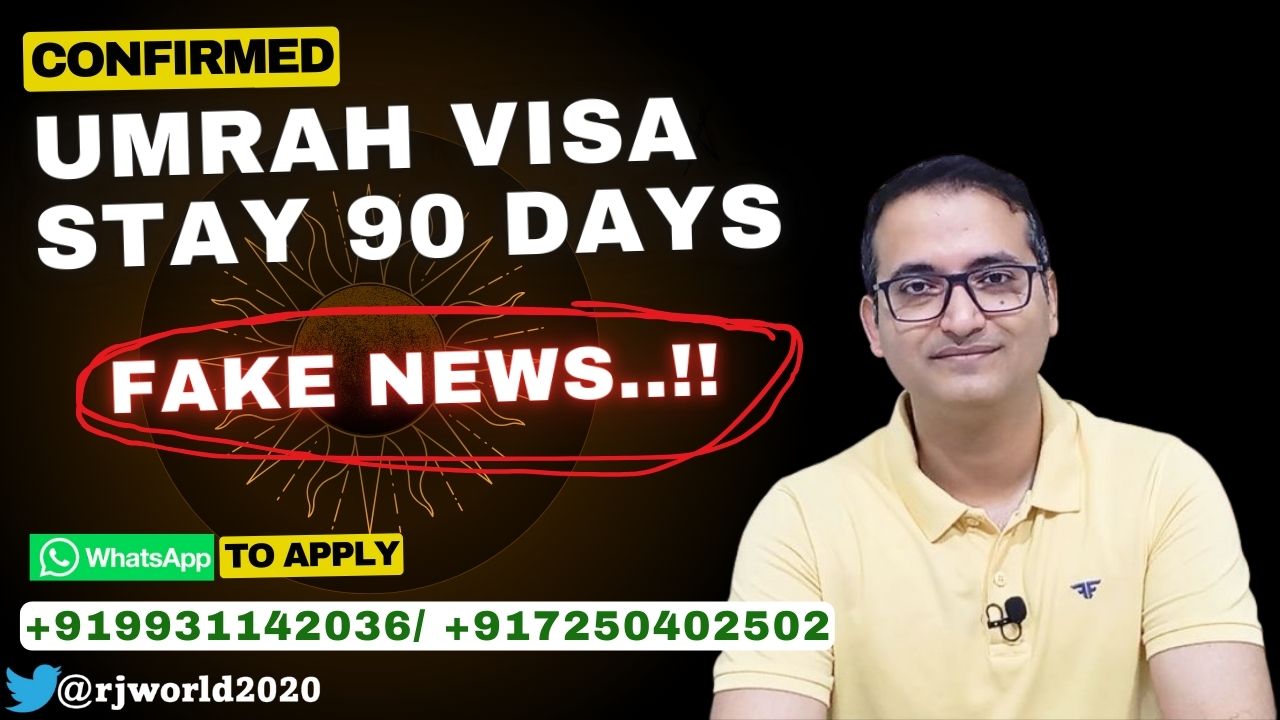 CONFIRMED
UMRAH VISA
STAY 90 DAYS
FAKE NEWS..!!
WhatsApp TO APPLY
+919931142036/ +917250402502
@rjworld2020